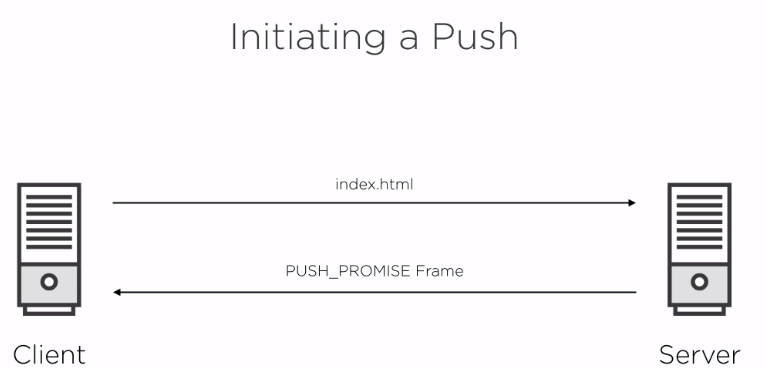 Initiating a Push
index.html
PUSH_PROMISE Frame
Client
Server